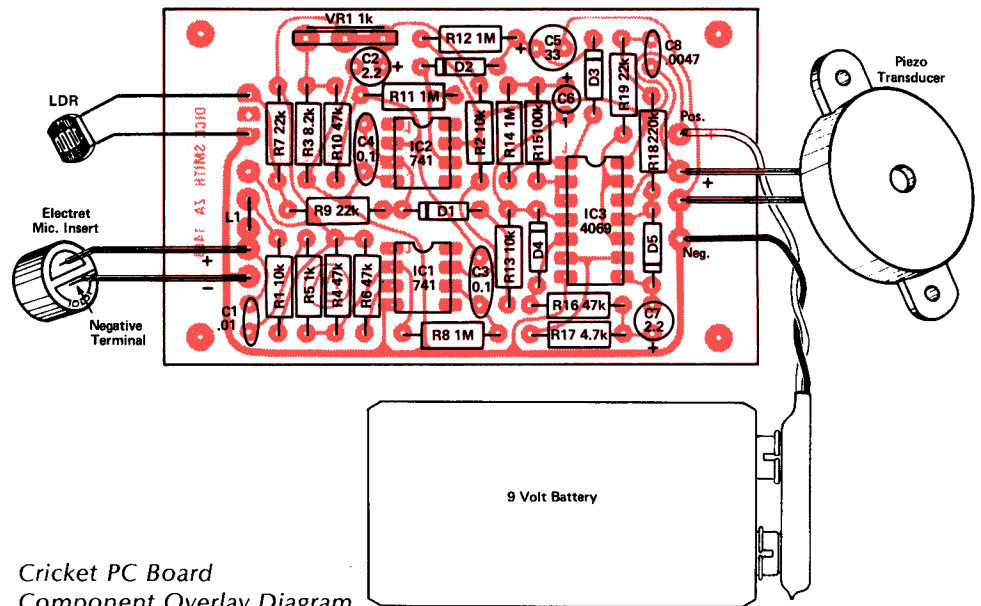 VR1 1k
R12 1M
C5
33
C8
.0047
Piezo
Transducer
C2
2.2
+
+
D2
D3
R19 22k
LDR
R11 1M
+
C6
-
Pos.
+
R7 22k
R3 8.2k
R10 47k
C4
0.1
IC2
741
R2 10k
R14 1M
R15 100k
R18 220k
DICK SMITH ZA
+
Electret
Mic. Insert
L1
R9 22k
D1
IC3
4069
+
-
R1 10k
R5 1k
R4 47k
R6 47k
IC1
741
C3
0.1
R13 10k
D4
D5
Neg.
Negative
Terminal
C1
.01
R8 1M
R16 47k
R17 4.7k
C7
2.2
+
9 Volt Battery
Cricket PC Board
Component Overlay Diagram